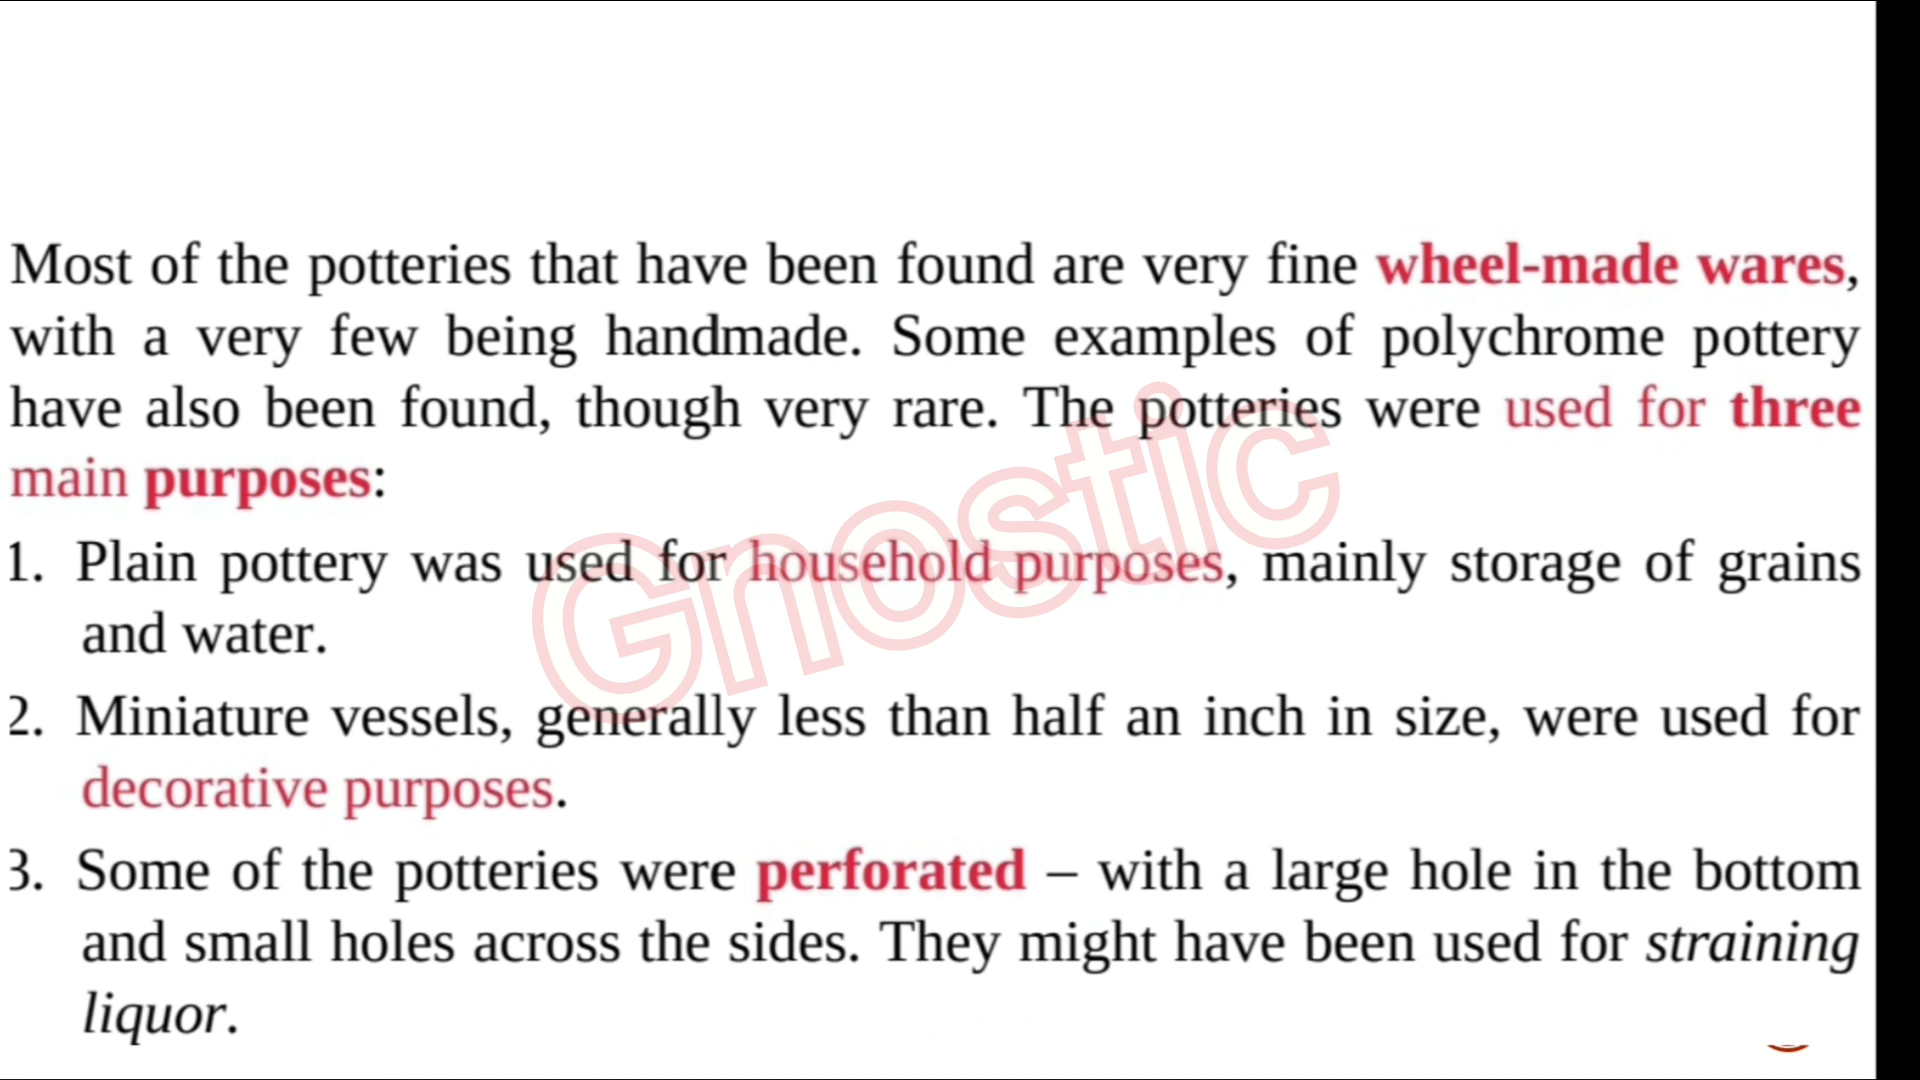 Most of the potteries that have been found are very fine wheel-made wares,
with a very few being handmade. Some examples of polychrome pottery
have also been found, though very rare. The potteries were used for three
main purposes:
1. Plain pottery was used for household purposes, mainly storage of grains
and water.
2. Miniature vessels, generally less than half an inch in size, were used for
decorative purposes.
3. Some of the potteries were perforated – with a large hole in the bottom
and small holes across the sides. They might have been used for straining
liquor.
Gnostic